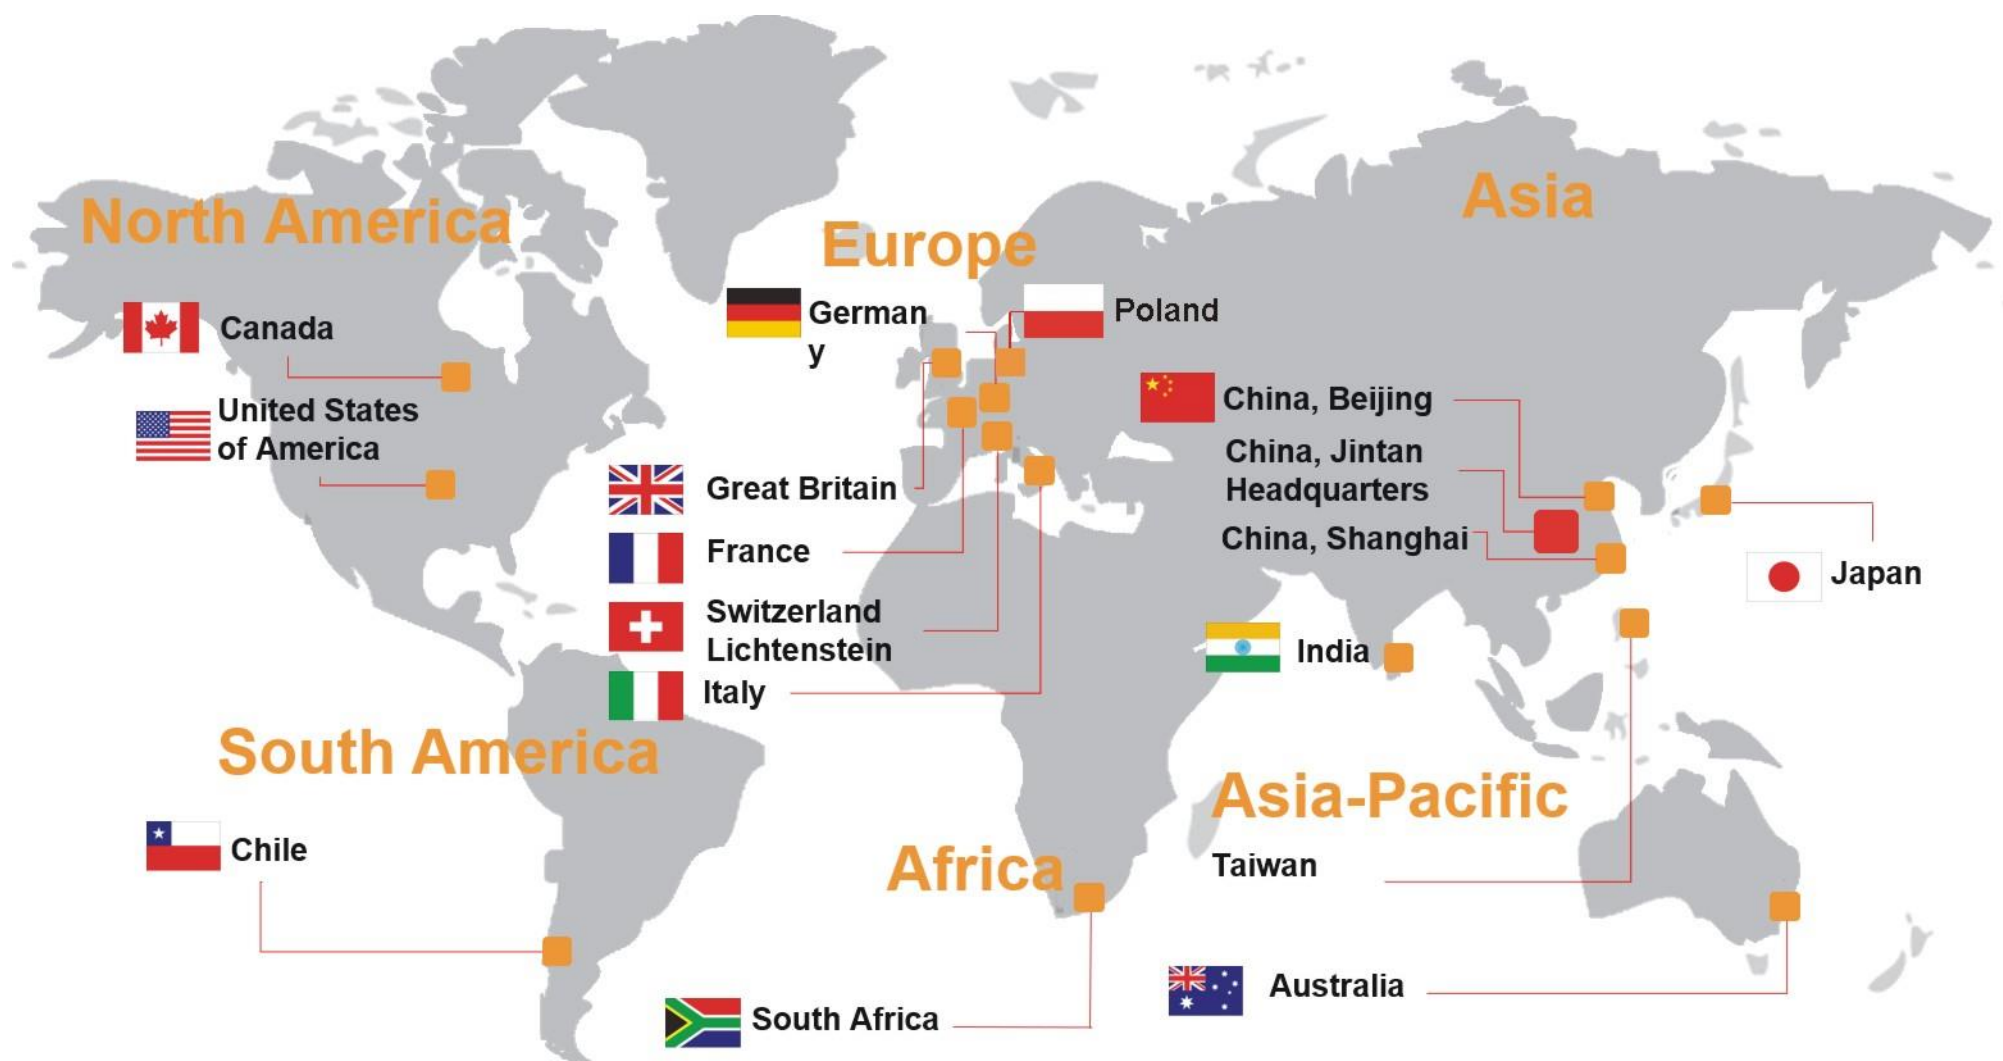 North America
Canada
United States
of America
Europe
German
y
Poland
Great Britain
France
Switzerland
Lichtenstein
Italy
Asia
China, Beijing
China, Jintan
Headquarters
China, Shanghai
Japan
India
South America
Chile
Africa
South Africa
Asia-Pacific
Taiwan
Australia